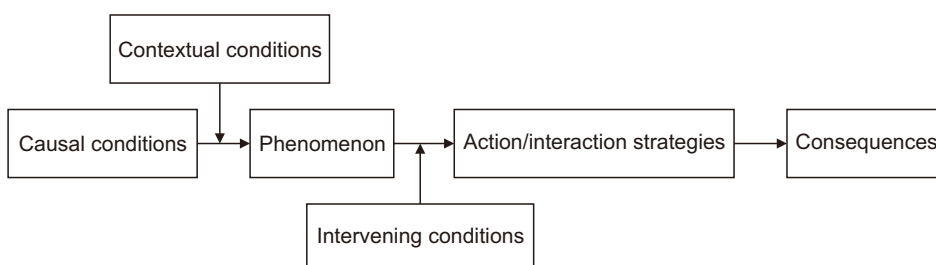 Contextual conditions
Causal conditions
Phenomenon
Action/interaction strategies
Consequences
Intervening conditions